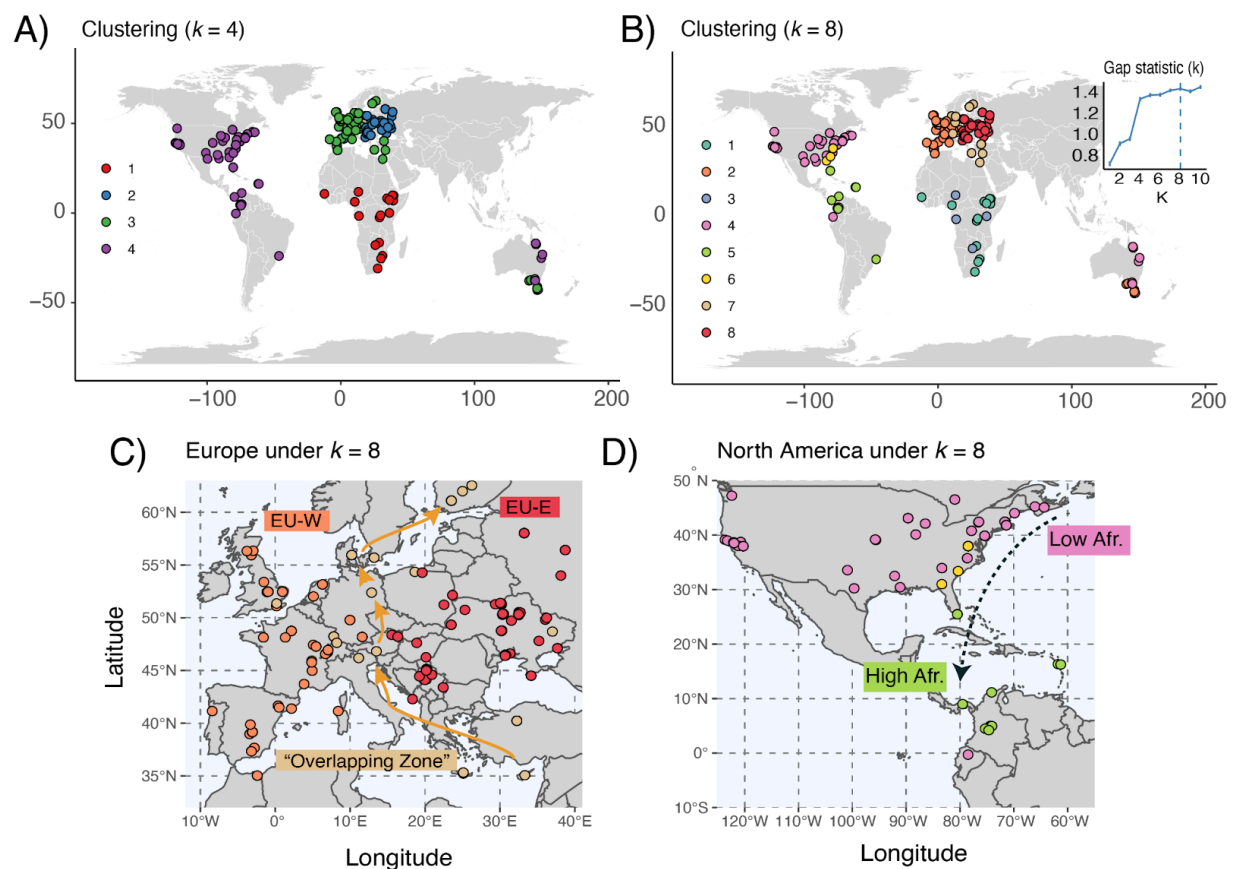 A) Clustering (k = 4)
50
0
−50
1
2
3
4
−100 0 100 200
B) Clustering (k = 8)
50
0
−50
1
2
3
4
5
6
7
8
−100 0 100 200
Gap statistic (k)
1.4
1.2
1.0
0.8
2 4 6 8 10
K
C) Europe under k = 8
60°N
55°N
50°N
45°N
40°N
35°N
Latitude
EU-W
EU-E
“Overlapping Zone”
10°W 0° 10°E 20°E 30°E 40°E
Longitude
D) North America under k = 8
50°N
40°N
30°N
20°N
10°N
0°
10°S
Low Afr.
High Afr.
120°W 110°W 100°W 90°W 80°W 70°W 60°W
Longitude